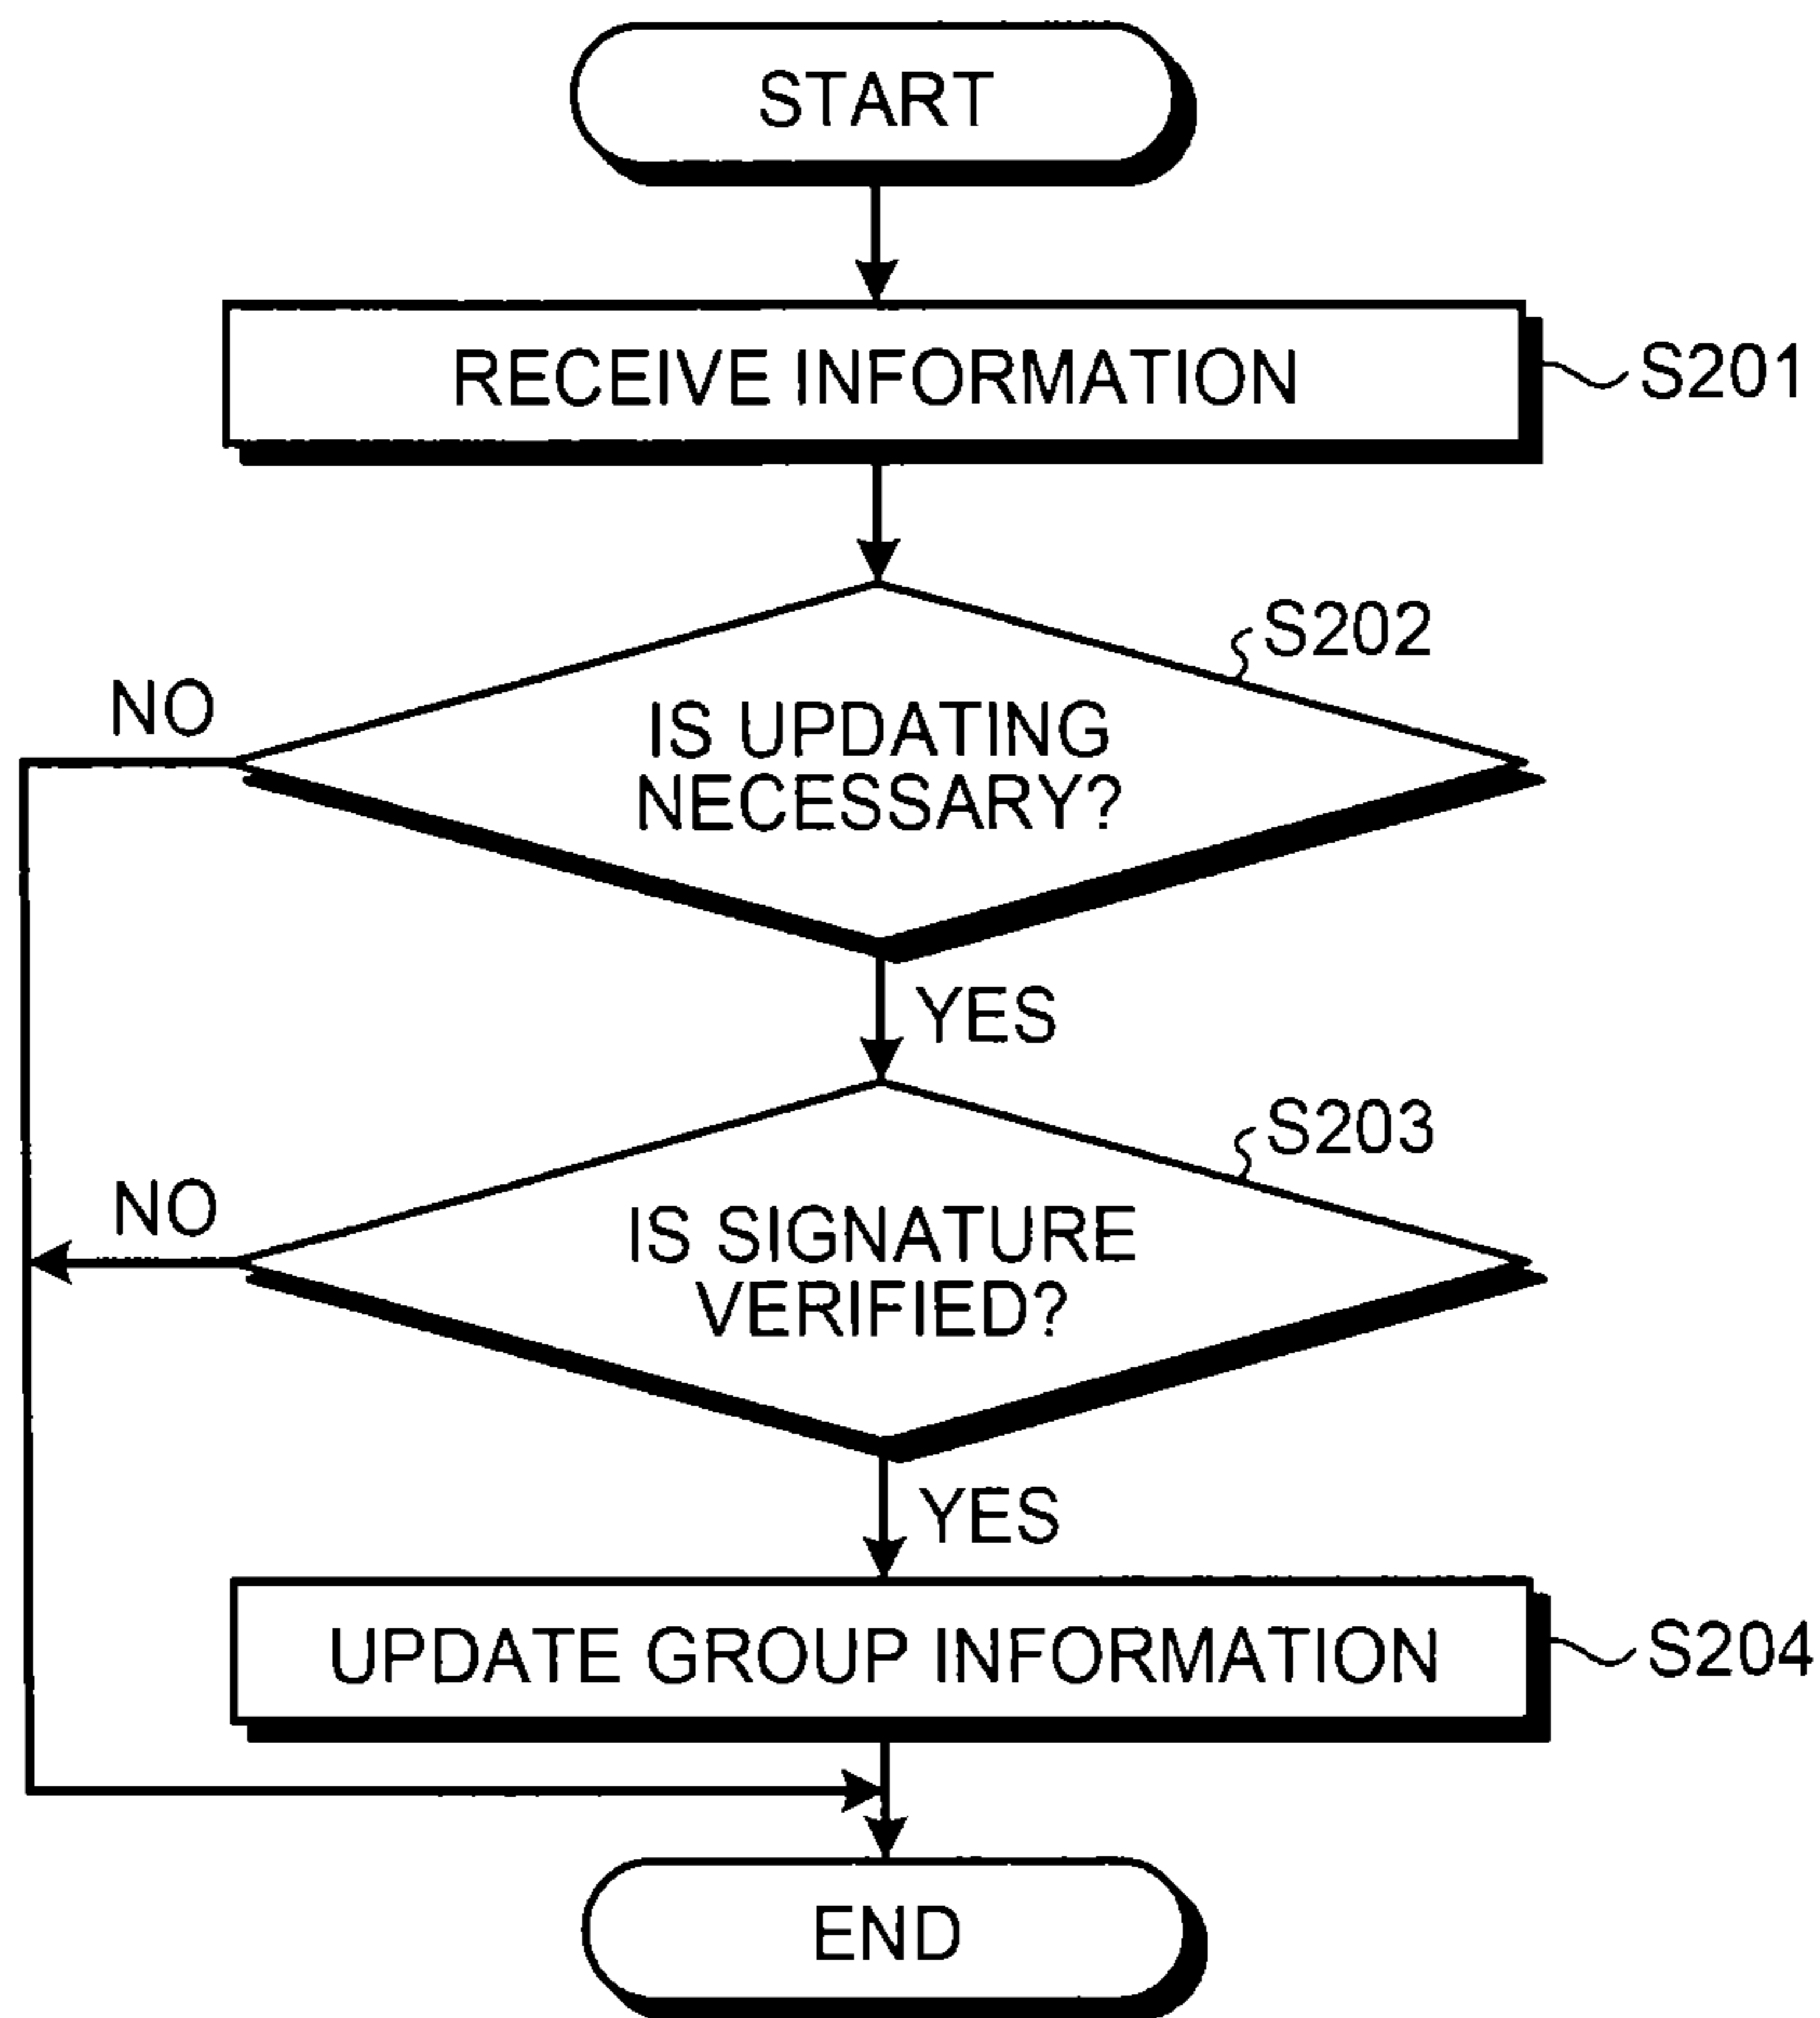 START
RECEIVE INFORMATION
S201
S202
NO
IS UPDATING
NECESSARY?
YES
S203
NO
IS SIGNATURE
VERIFIED?
YES
UPDATE GROUP INFORMATION
S204
END